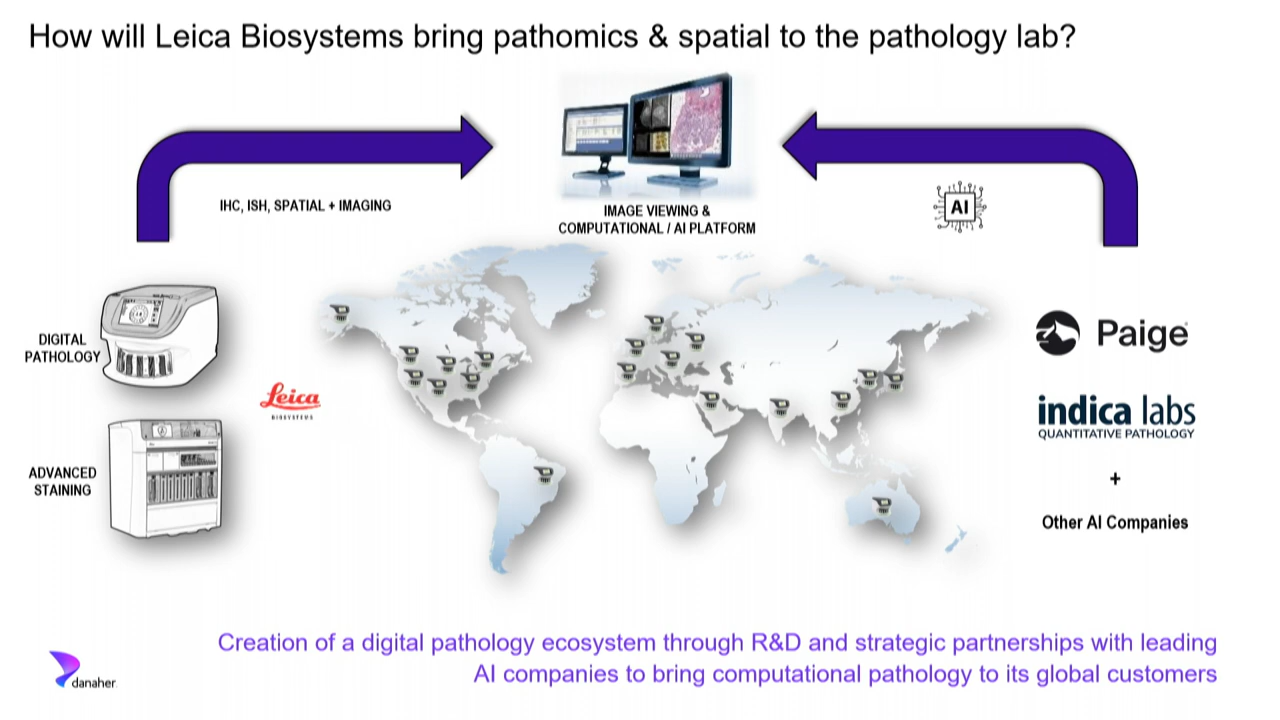 How will Leica Biosystems bring pathomics & spatial to the pathology lab?
IHC, ISH, SPATIAL + IMAGING
IMAGE VIEWING &
COMPUTATIONAL / AI PLATFORM
AI
DIGITAL
PATHOLOGY
Leica
BIOSYSTEMS
ADVANCED
STAINING
Paige
indica labs
QUANTITATIVE PATHOLOGY
+
Other AI Companies
Creation of a digital pathology ecosystem through R&D and strategic partnerships with leading
AI companies to bring computational pathology to its global customers
danaher